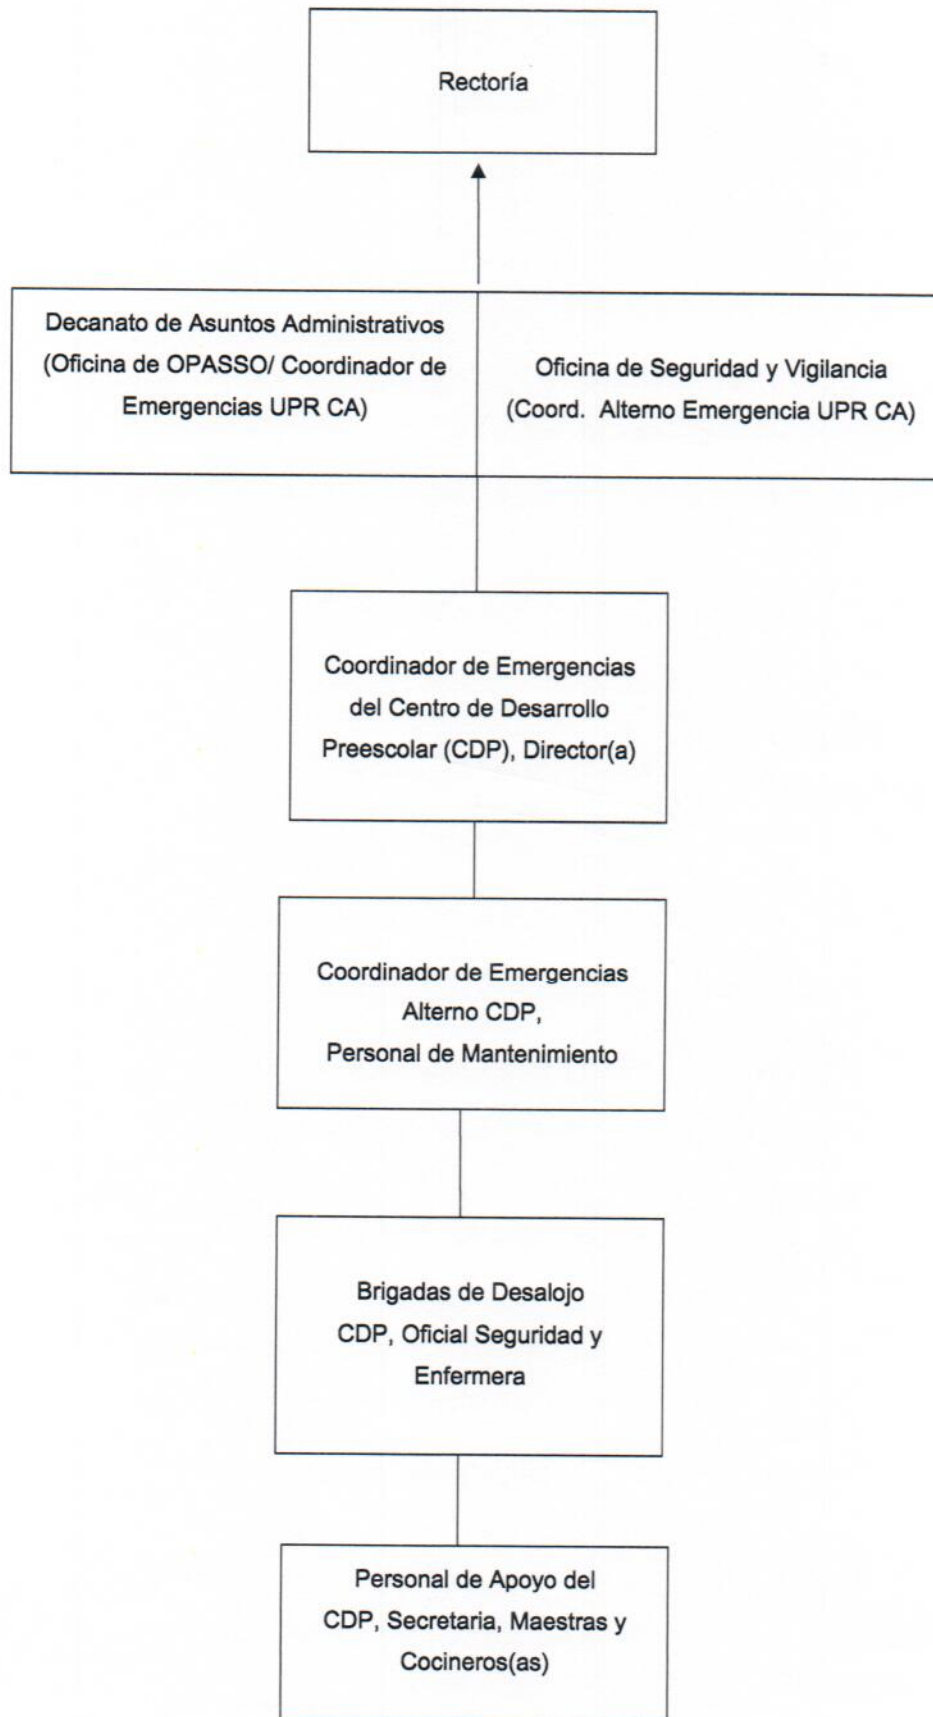 Rectoría
Decanato de Asuntos Administrativos
(Oficina de OPASSO/ Coordinador de
Emergencias UPR CA)
Oficina de Seguridad y Vigilancia
(Coord. Alterno Emergencia UPR CA)
Coordinador de Emergencias
del Centro de Desarrollo
Preescolar (CDP), Director(a)
Coordinador de Emergencias
Alterno CDP,
Personal de Mantenimiento
Brigadas de Desalojo
CDP, Oficial Seguridad y
Enfermera
Personal de Apoyo del
CDP, Secretaria, Maestras y
Cocineros(as)